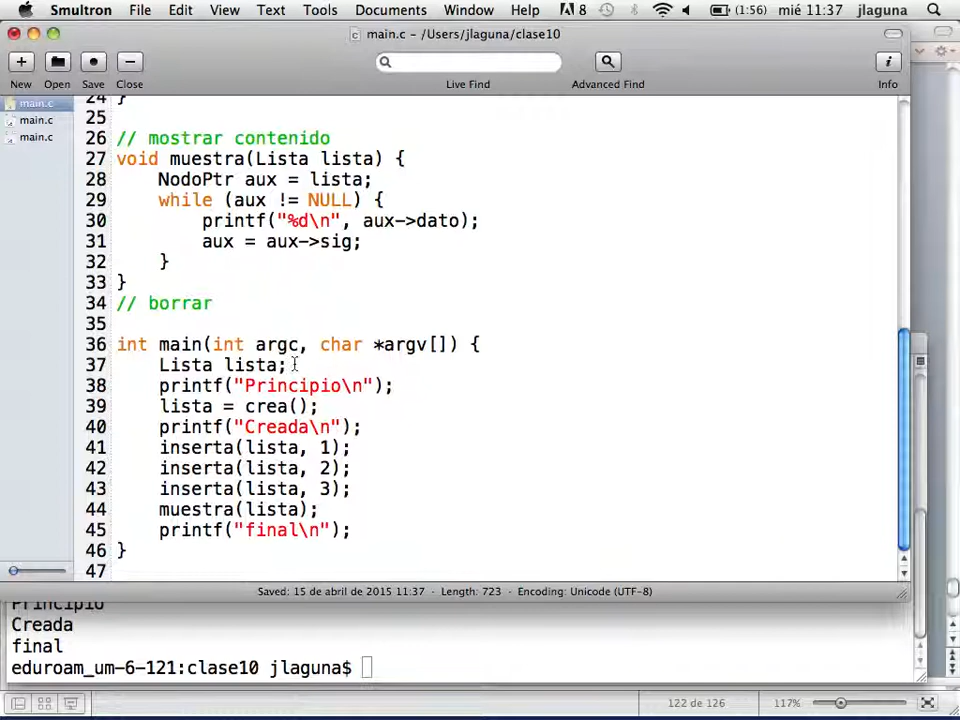 Smultron File Edit View Text Tools Documents Window Help 8 (1:56) mié 11:37 jlaguna
main.c – /Users/jlaguna/clase10
New Open Save Close Live Find Advanced Find Info
main.c
main.c
main.c
24 }
25
26 // mostrar contenido
27 void muestra(Lista lista) {
28 NodoPtr aux = lista;
29 while (aux != NULL) {
30 printf("%d\n", aux->dato);
31 aux = aux->sig;
32 }
33 }
34 // borrar
35
36 int main(int argc, char *argv[]) {
37 Lista lista;
38 printf("Principio\n");
39 lista = crea();
40 printf("Creada\n");
41 inserta(lista, 1);
42 inserta(lista, 2);
43 inserta(lista, 3);
44 muestra(lista);
45 printf("final\n");
46 }
47
Saved: 15 de abril de 2015 11:37 • Length: 723 • Encoding: Unicode (UTF-8)
Principio
Creada
final
eduroam_um-6-121:clase10 jlaguna$
122 de 126 117%